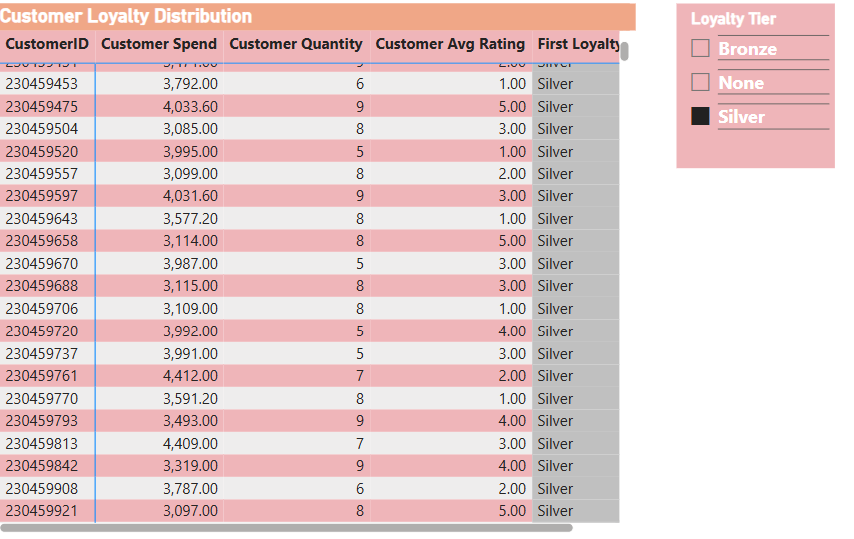 Customer Loyalty Distribution
CustomerID Customer Spend Customer Quantity Customer Avg Rating First Loyalty
230459453 3,792.00 6 1.00 Silver
230459475 4,033.60 9 5.00 Silver
230459504 3,085.00 8 3.00 Silver
230459520 3,995.00 5 1.00 Silver
230459557 3,099.00 8 2.00 Silver
230459597 4,031.60 9 3.00 Silver
230459643 3,577.20 8 1.00 Silver
230459658 3,114.00 8 5.00 Silver
230459670 3,987.00 5 3.00 Silver
230459688 3,115.00 8 3.00 Silver
230459706 3,109.00 8 1.00 Silver
230459720 3,992.00 5 4.00 Silver
230459737 3,991.00 5 3.00 Silver
230459761 4,412.00 7 2.00 Silver
230459770 3,591.20 8 1.00 Silver
230459793 3,493.00 9 4.00 Silver
230459813 4,409.00 7 3.00 Silver
230459842 3,319.00 9 4.00 Silver
230459908 3,787.00 6 2.00 Silver
230459921 3,097.00 8 5.00 Silver
Loyalty Tier
Bronze
None
Silver